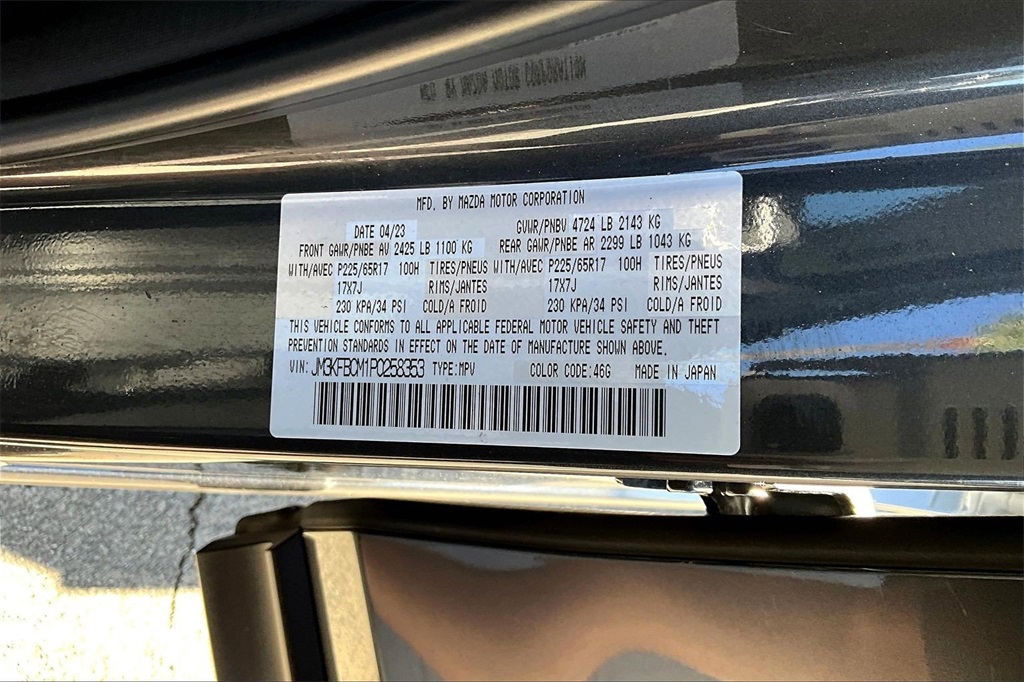 MFD. BY MAZDA MOTOR CORPORATION
DATE 04/23 GVWR/PNBV 4724 LB 2143 KG
FRONT GAWR/PNBE AV 2425 LB 1100 KG REAR GAWR/PNBE AR 2299 LB 1043 KG
WITH/AVEC P225/65R17 100H TIRES/PNEUS WITH/AVEC P225/65R17 100H TIRES/PNEUS
17X7J RIMS/JANTES 17X7J RIMS/JANTES
230 KPA/34 PSI COLD/A FROID 230 KPA/34 PSI COLD/A FROID
THIS VEHICLE CONFORMS TO ALL APPLICABLE FEDERAL MOTOR VEHICLE SAFETY AND THEFT
PREVENTION STANDARDS IN EFFECT ON THE DATE OF MANUFACTURE SHOWN ABOVE.
VIN: JM3KFBCM1P0258353 TYPE:MPV COLOR CODE:46G MADE IN JAPAN